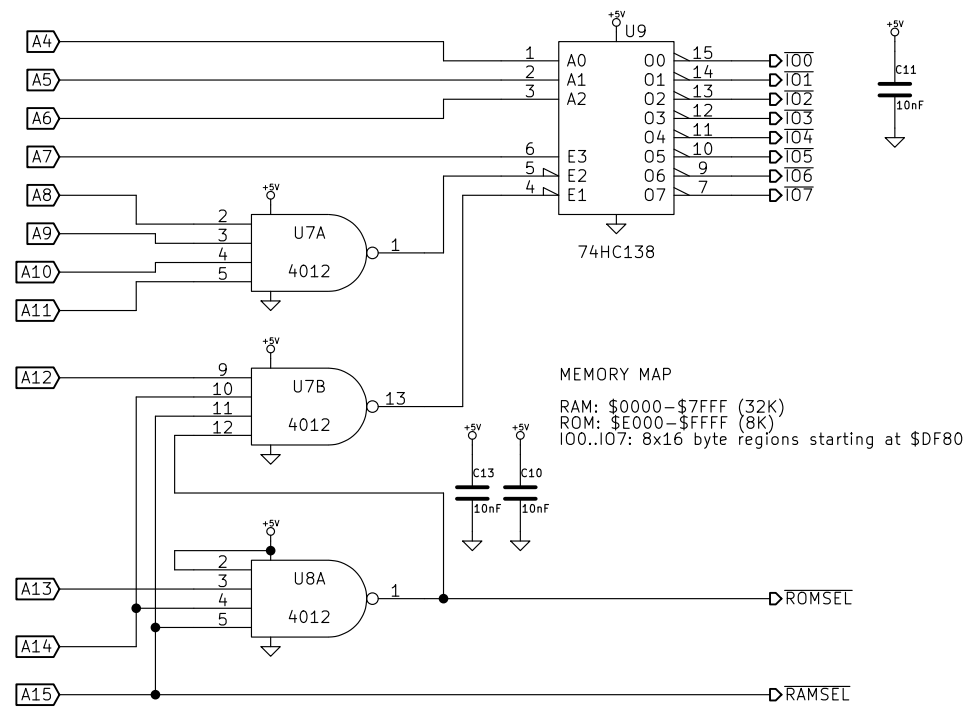 +5V
U9
+5V
A4
1 A0 O0 15 IO0
C11
A5
2 A1 O1 14 IO1
3 A2 O2 13 IO2
10nF
A6
O3 12 IO3
O4 11 IO4
A7
6 E3 O5 10 IO5
5 E2 O6 9 IO6
A8
+5V
4 E1 O7 7 IO7
2
A9
3
U7A
1
74HC138
4
A10
4012
5
A11
+5V
A12
9
U7B
MEMORY MAP
10
13
11
4012
RAM: $0000-$7FFF (32K)
12
ROM: $E000-$FFFF (8K)
+5V
+5V
IO0..IO7: 8x16 byte regions starting at $DF80
C13
C10
10nF
10nF
+5V
2
U8A
A13
3
1
ROMSEL
4
4012
5
A14
A15
RAMSEL